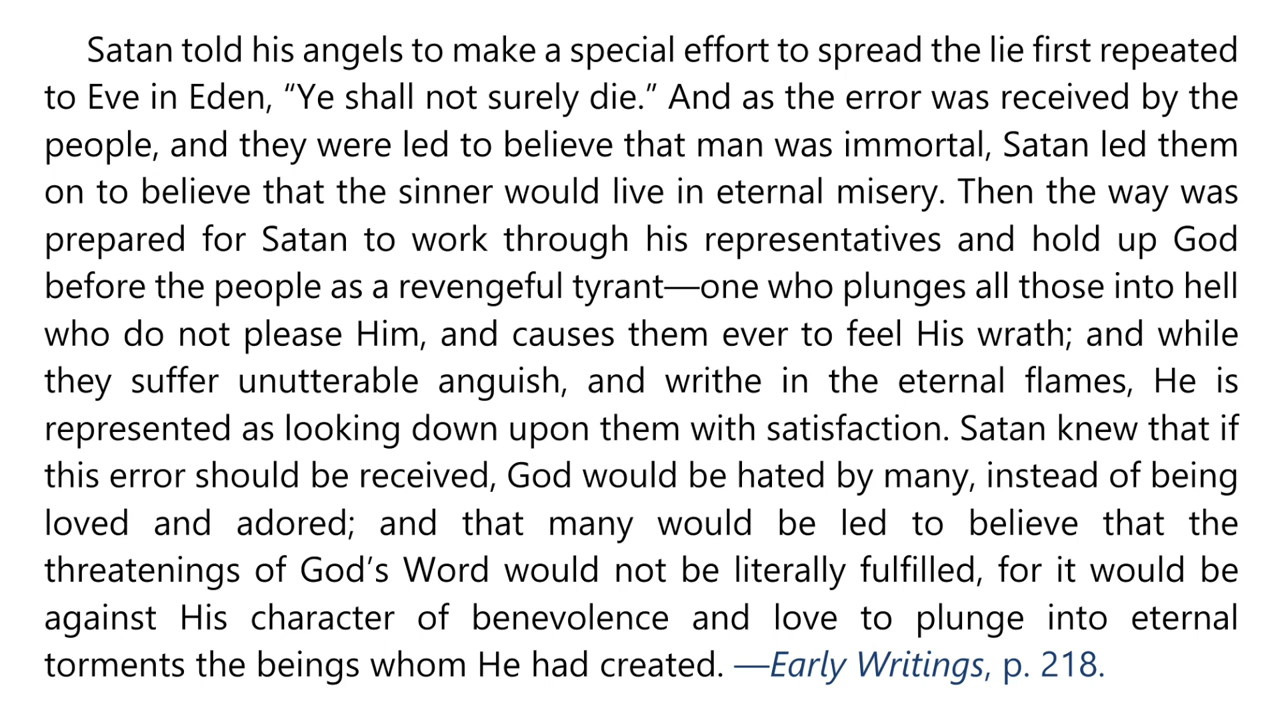 Satan told his angels to make a special effort to spread the lie first repeated
to Eve in Eden, “Ye shall not surely die.” And as the error was received by the
people, and they were led to believe that man was immortal, Satan led them
on to believe that the sinner would live in eternal misery. Then the way was
prepared for Satan to work through his representatives and hold up God
before the people as a revengeful tyrant—one who plunges all those into hell
who do not please Him, and causes them ever to feel His wrath; and while
they suffer unutterable anguish, and writhe in the eternal flames, He is
represented as looking down upon them with satisfaction. Satan knew that if
this error should be received, God would be hated by many, instead of being
loved and adored; and that many would be led to believe that the
threatenings of God’s Word would not be literally fulfilled, for it would be
against His character of benevolence and love to plunge into eternal
torments the beings whom He had created. —Early Writings, p. 218.